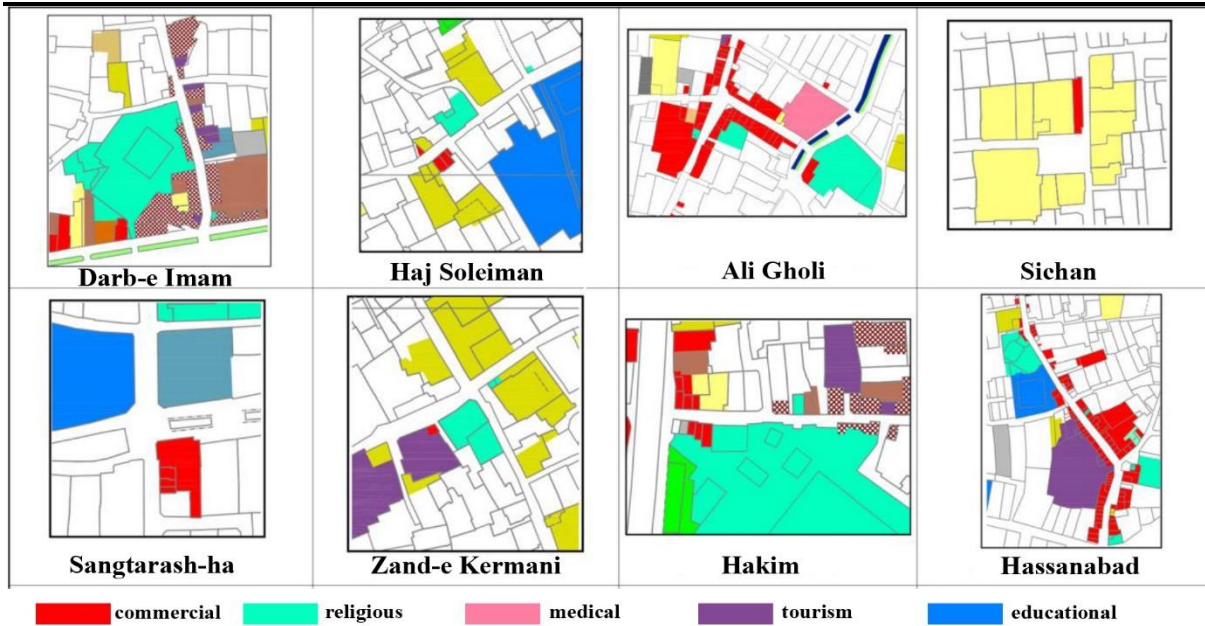 Darb-e Imam
Haj Soleiman
Ali Gholi
Sichan
Sangtarash-ha
Zand-e Kermani
Hakim
Hassanabad
commercial religious medical tourism educational